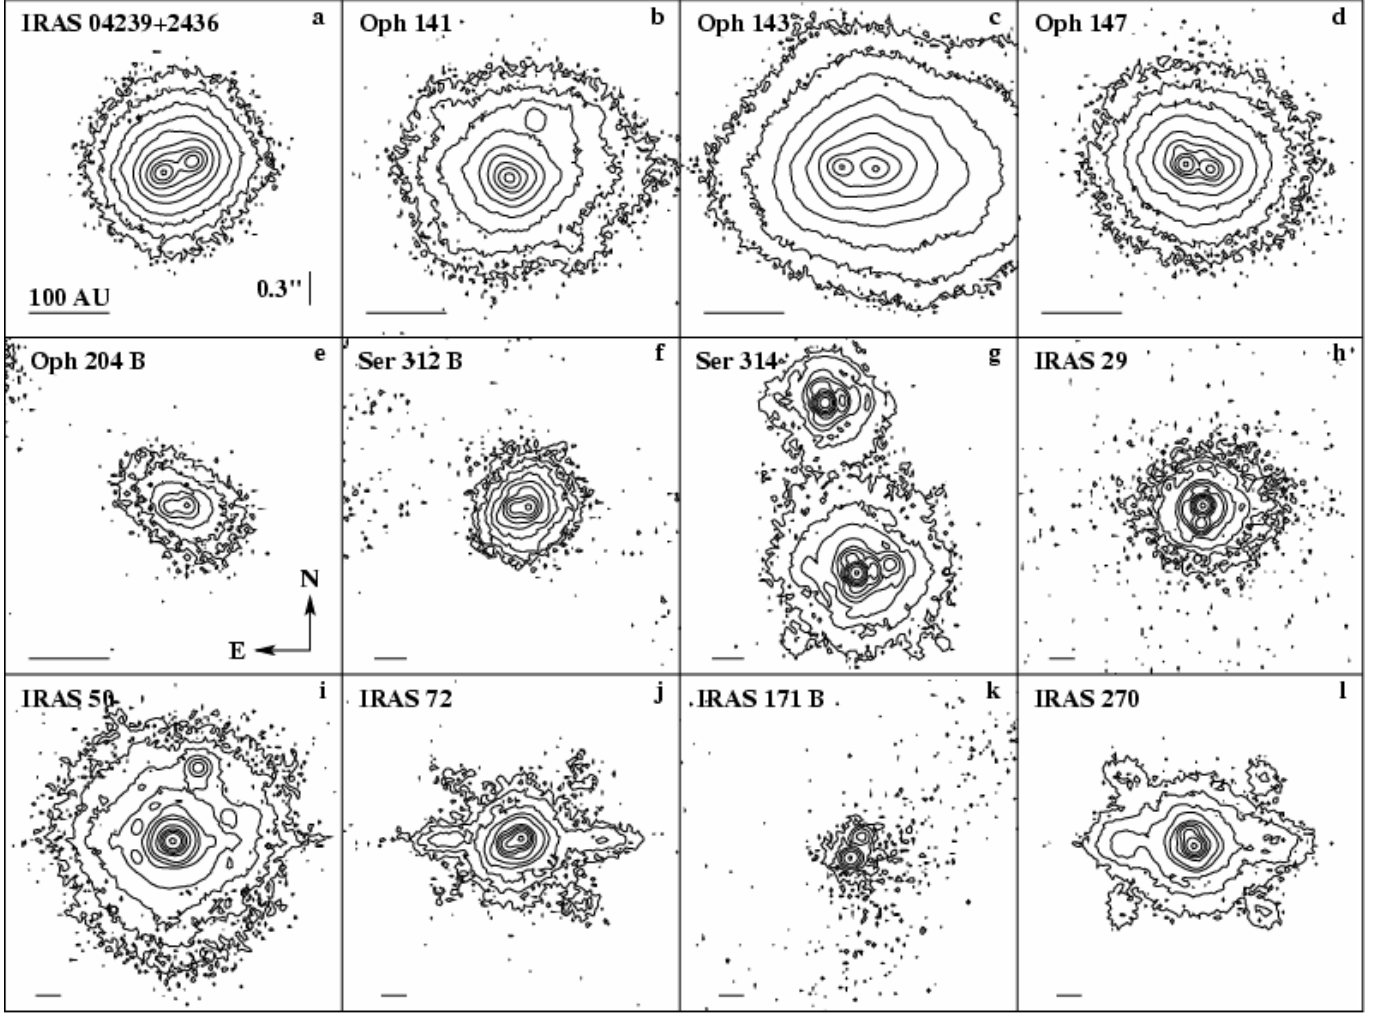 IRAS 04239+2436 a
Oph 141 b
Oph 143 c
Oph 147 d
0.3"
100 AU
Oph 204 B e
Ser 312 B f
Ser 314 g
IRAS 29 h
N
E
IRAS 50 i
IRAS 72 j
IRAS 171 B k
IRAS 270 l